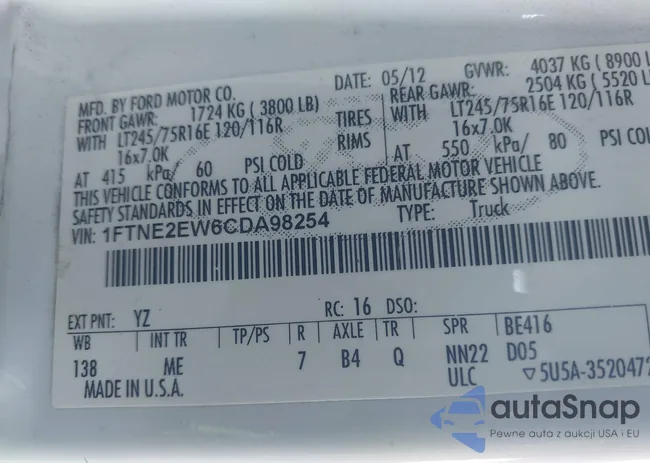 MFD. BY FORD MOTOR CO. DATE: 05/12 GVWR: 4037 KG ( 8900 L
FRONT GAWR: 1724 KG ( 3800 LB) REAR GAWR: 2504 KG ( 5520 LB
WITH LT245/75R16E 120/116R TIRES WITH LT245/75R16E 120/116R
16x7.0K RIMS 16x7.0K
AT 415 kPa/ 60 PSI COLD AT 550 kPa/ 80 PSI COL
THIS VEHICLE CONFORMS TO ALL APPLICABLE FEDERAL MOTOR VEHICLE
SAFETY STANDARDS IN EFFECT ON THE DATE OF MANUFACTURE SHOWN ABOVE.
VIN: 1FTNE2EW6CDA98254 TYPE: Truck
EXT PNT: YZ RC: 16 DSO:
WB INT TR TP/PS R AXLE TR SPR BE416
138 ME 7 B4 Q NN22 D05
MADE IN U.S.A. ULC ▽5U5A-3520472
autaSnap
Pewne auta z aukcji USA i EU